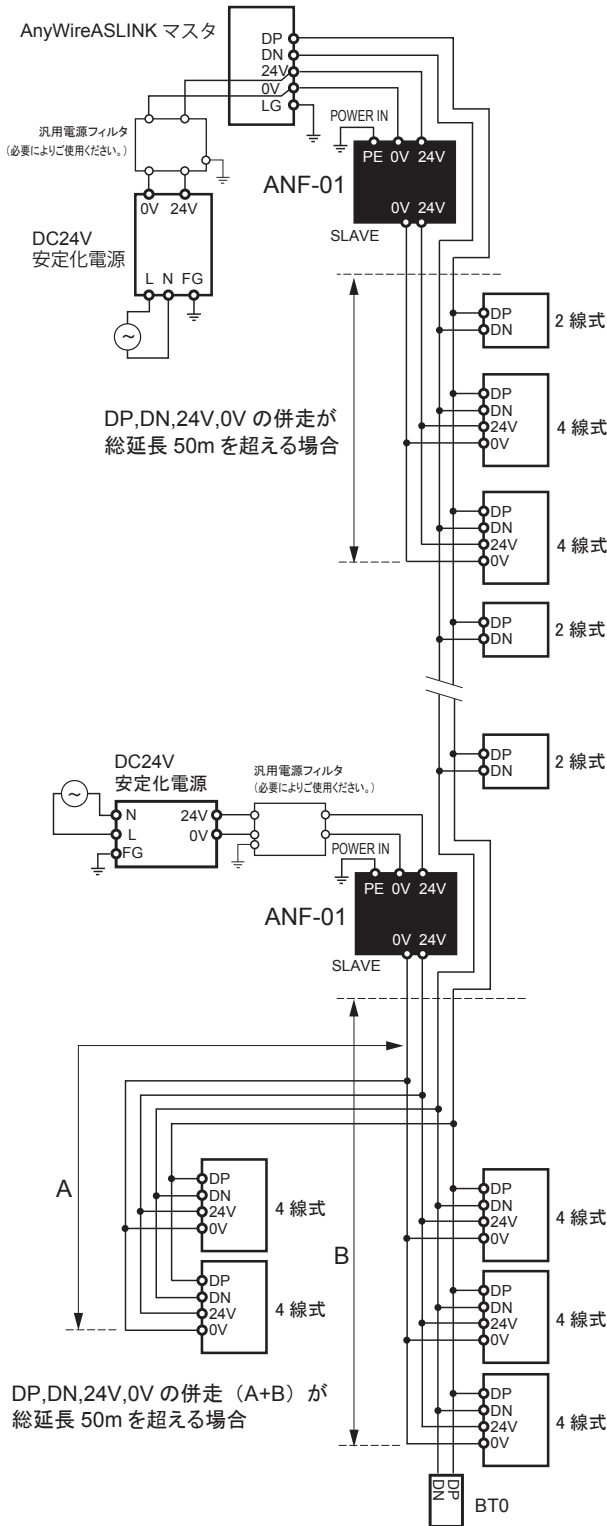 AnyWireASLINK マスタ
DP
DN
24V
0V
LG
汎用電源フィルタ
(必要によりご使用ください。)
0V 24V
DC24V
安定化電源
L N FG
~
POWER IN
PE 0V 24V
ANF-01
0V 24V
SLAVE
DP
DN
2 線式
DP
DN
24V
0V
4 線式
DP,DN,24V,0V の併走が
総延長 50m を超える場合
DP
DN
24V
0V
4 線式
DP
DN
2 線式
DP
DN
2 線式
DC24V
安定化電源
~
N
L
FG
24V
0V
汎用電源フィルタ
(必要によりご使用ください。)
POWER IN
PE 0V 24V
ANF-01
0V 24V
SLAVE
A
DP
DN
24V
0V
4 線式
DP
DN
24V
0V
4 線式
B
DP
DN
24V
0V
4 線式
DP
DN
24V
0V
4 線式
DP
DN
24V
0V
4 線式
DP,DN,24V,0V の併走（A+B）が
総延長 50m を超える場合
DP
DN
BT0